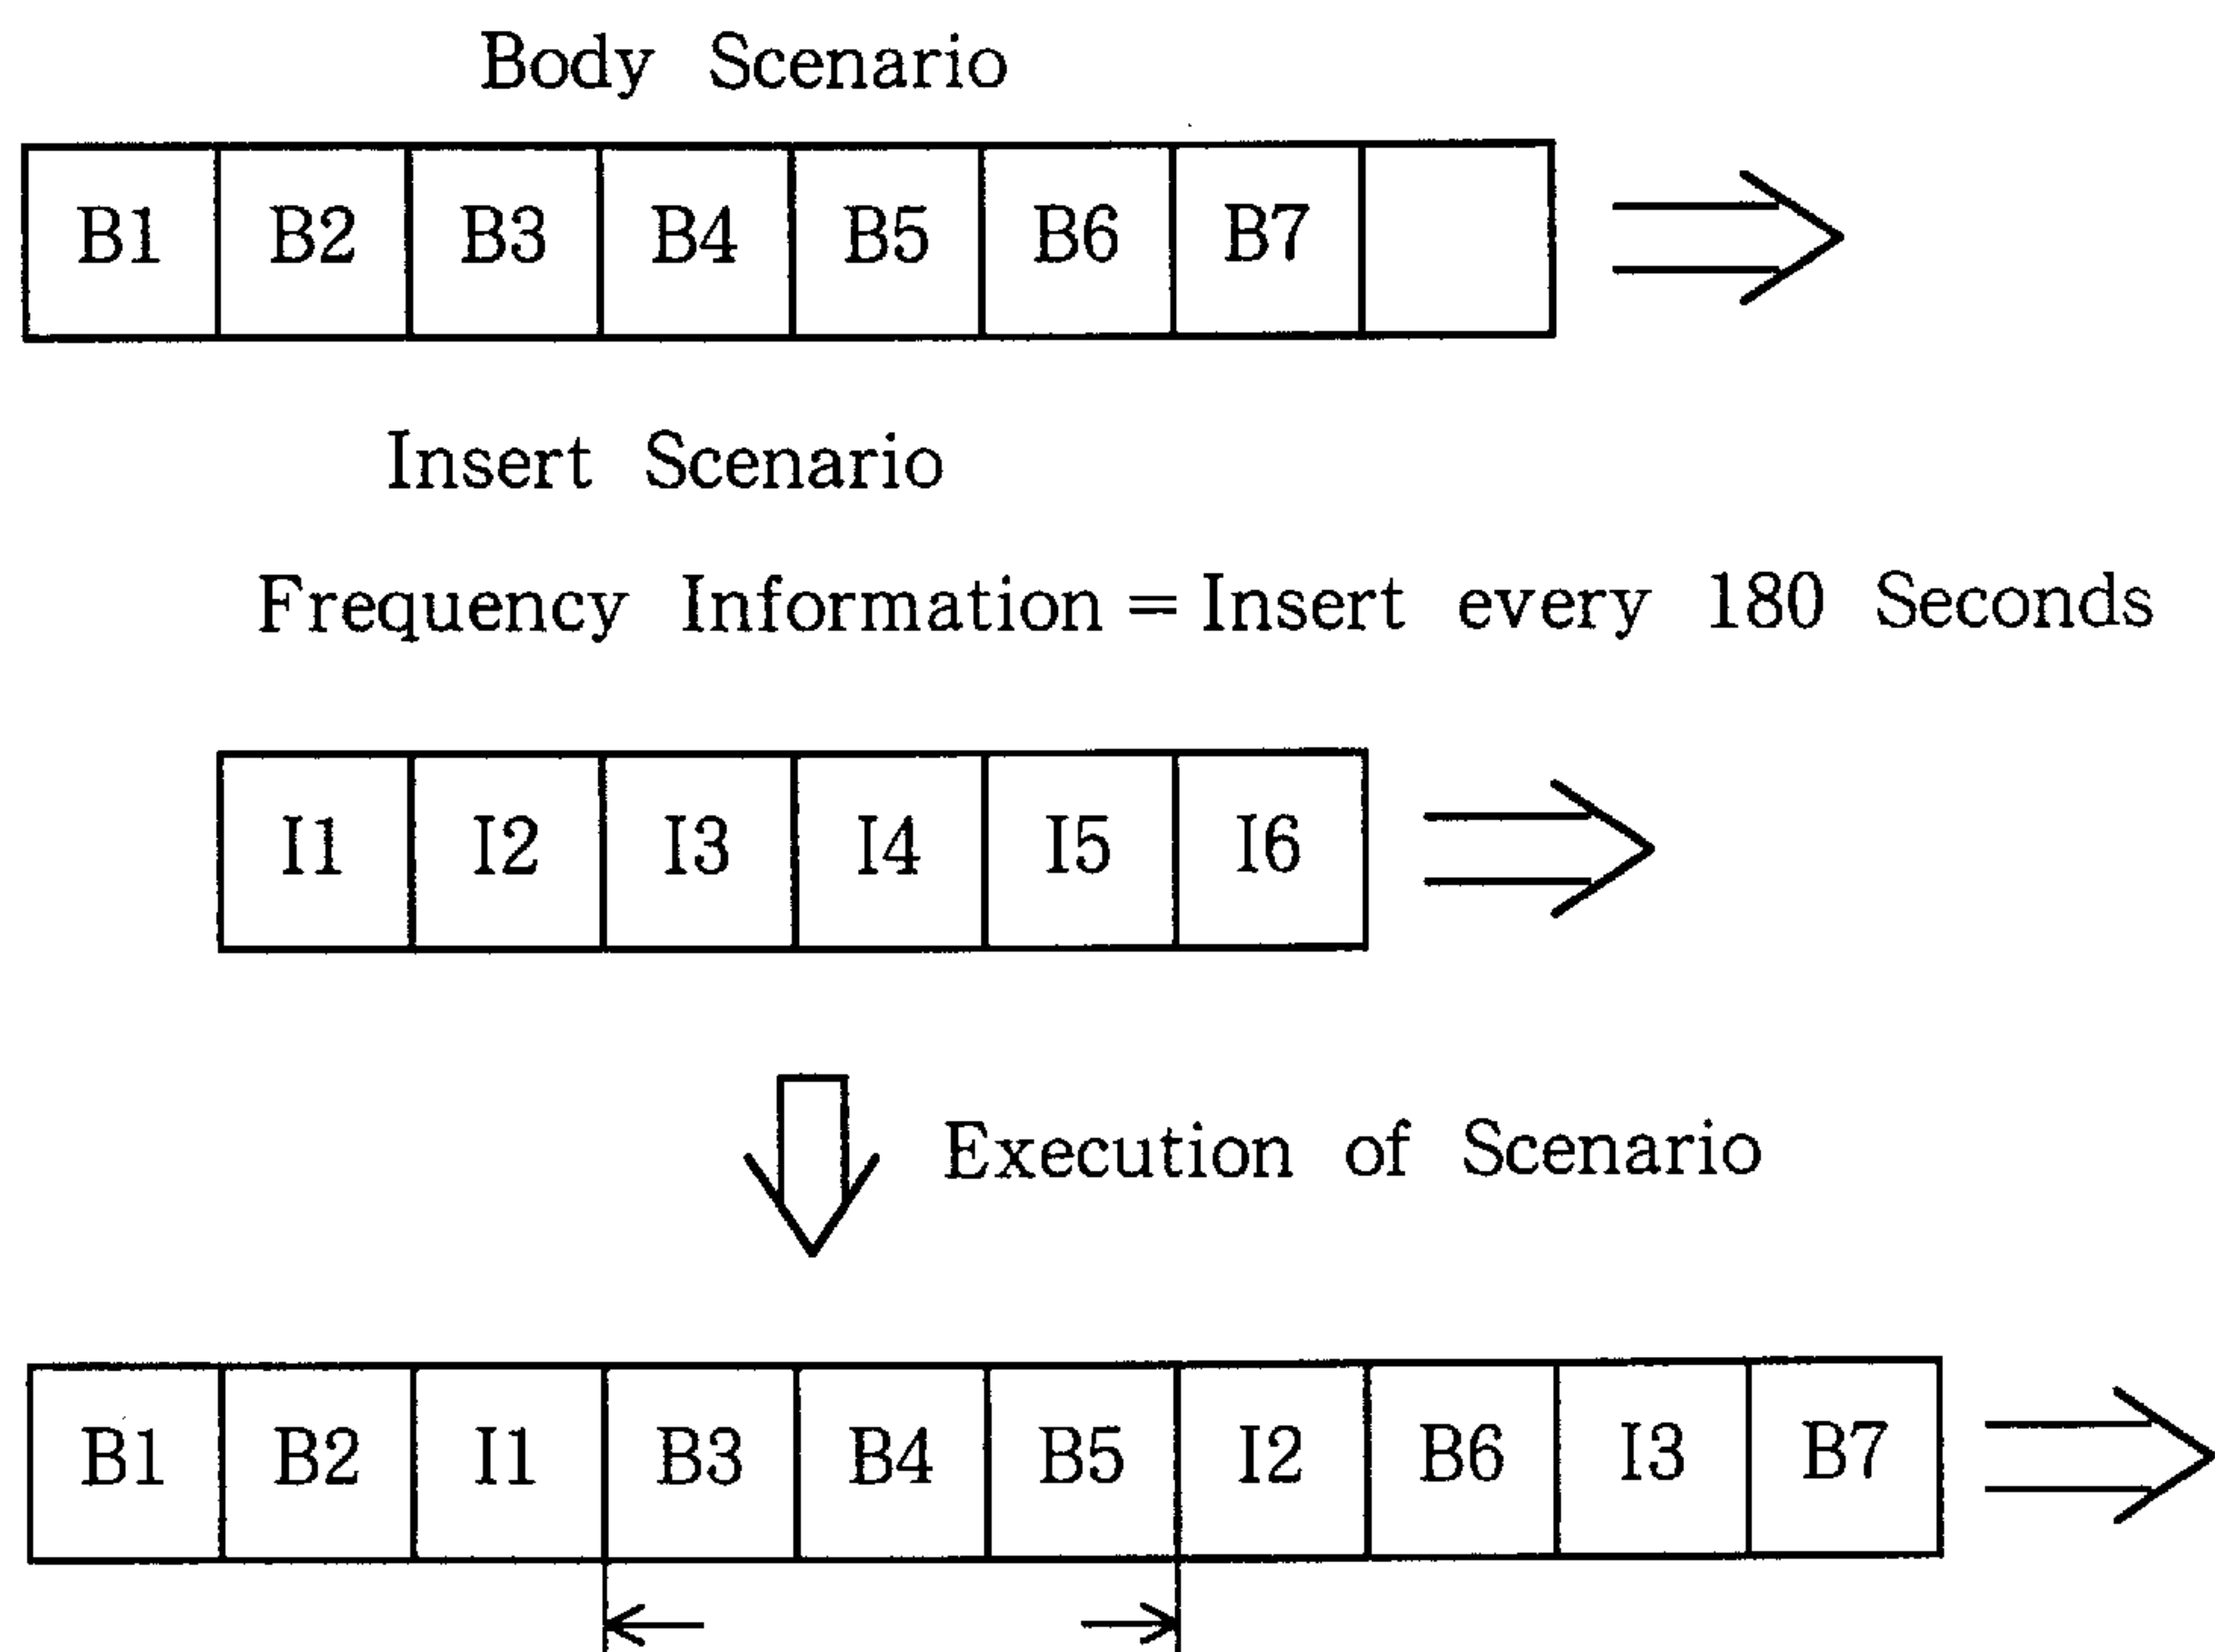 Body Scenario
B1 B2 B3 B4 B5 B6 B7
Insert Scenario
Frequency Information = Insert every 180 Seconds
I1 I2 I3 I4 I5 I6
Execution of Scenario
B1 B2 I1 B3 B4 B5 I2 B6 I3 B7